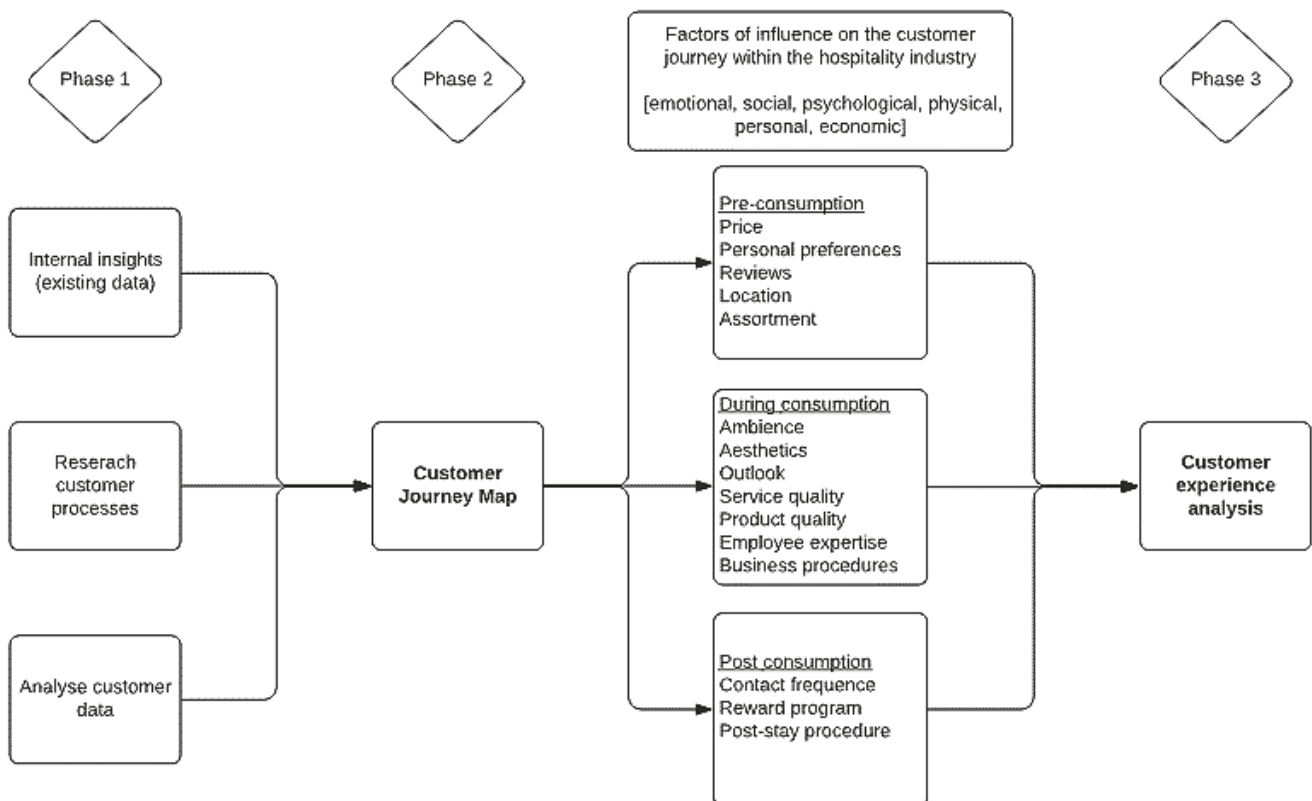 Phase 1
Phase 2
Factors of influence on the customer
journey within the hospitality industry
[emotional, social, psychological, physical,
personal, economic]
Phase 3
Internal insights
(existing data)
Reserach
customer
processes
Analyse customer
data
Customer
Journey Map
Pre-consumption
Price
Personal preferences
Reviews
Location
Assortment
During consumption
Ambience
Aesthetics
Outlook
Service quality
Product quality
Employee expertise
Business procedures
Post consumption
Contact frequence
Reward program
Post-stay procedure
Customer
experience
analysis